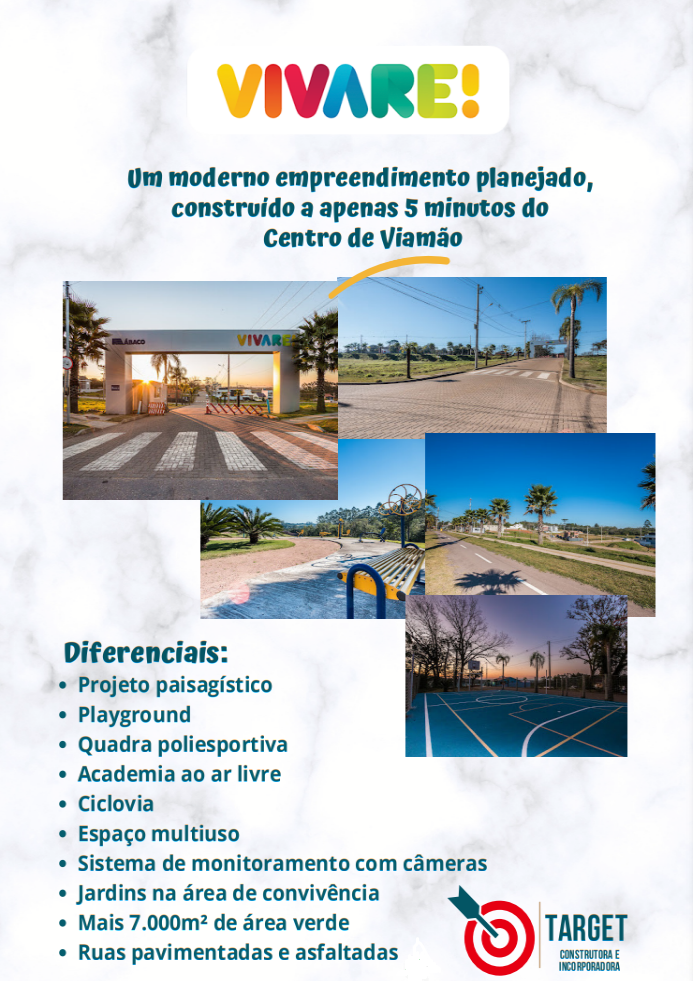 VIVARE!
Um moderno empreendimento planejado,
construído a apenas 5 minutos do
Centro de Viamão
ÁBACO
VIVARE!
Diferenciais:
• Projeto paisagístico
• Playground
• Quadra poliesportiva
• Academia ao ar livre
• Ciclovia
• Espaço multiuso
• Sistema de monitoramento com câmeras
• Jardins na área de convivência
• Mais 7.000m² de área verde
• Ruas pavimentadas e asfaltadas
TARGET
CONSTRUTORA E
INCORPORADORA